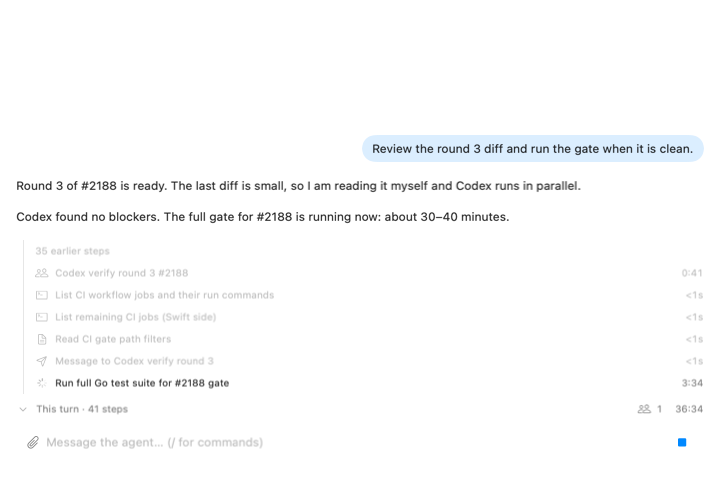 Review the round 3 diff and run the gate when it is clean.
Round 3 of #2188 is ready. The last diff is small, so I am reading it myself and Codex runs in parallel.
Codex found no blockers. The full gate for #2188 is running now: about 30–40 minutes.
35 earlier steps
Codex verify round 3 #2188 0:41
List CI workflow jobs and their run commands <1s
List remaining CI jobs (Swift side) <1s
Read CI gate path filters <1s
Message to Codex verify round 3 <1s
Run full Go test suite for #2188 gate 3:34
This turn · 41 steps 1 36:34
Message the agent... (/ for commands)